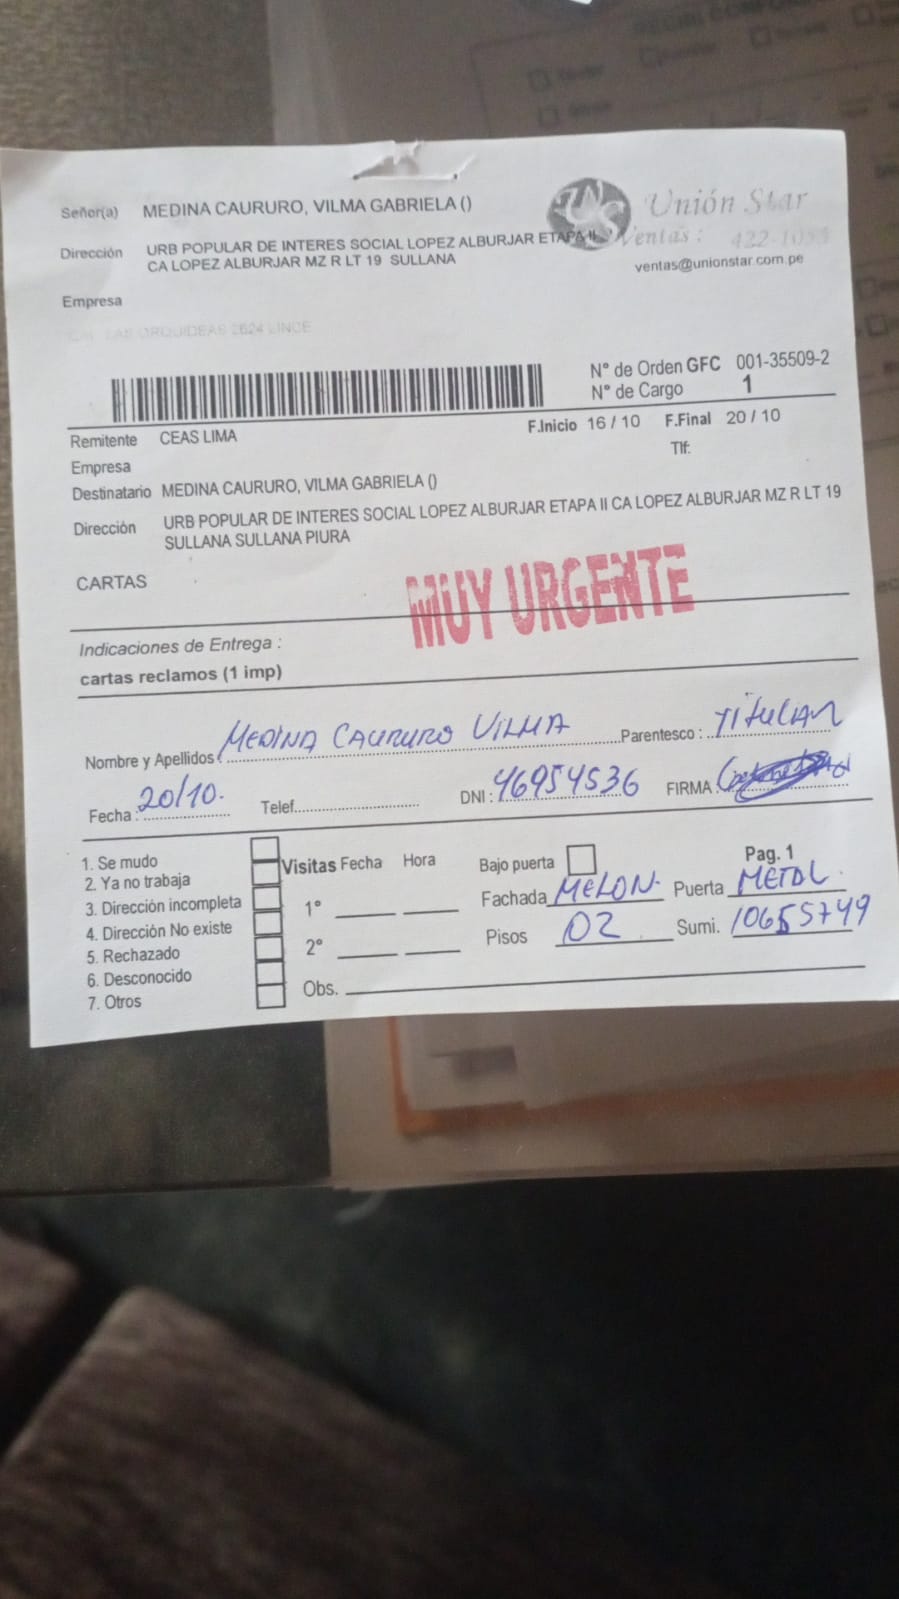 Señor(a) MEDINA CAURURO, VILMA GABRIELA ()
Unión Star
Dirección URB POPULAR DE INTERES SOCIAL LOPEZ ALBURJAR ETAPA II
Ventas :
CA LOPEZ ALBURJAR MZ R LT 19 SULLANA
ventas@unionstar.com.pe
Empresa
LAS ORQUIDEAS 2624 LINCE
N° de Orden GFC 001-35509-2
N° de Cargo 1
Remitente CEAS LIMA
F.Inicio 16 / 10 F.Final 20 / 10
Empresa
Tlf:
Destinatario MEDINA CAURURO, VILMA GABRIELA ()
Dirección URB POPULAR DE INTERES SOCIAL LOPEZ ALBURJAR ETAPA II CA LOPEZ ALBURJAR MZ R LT 19
SULLANA SULLANA PIURA
CARTAS
MUY URGENTE
Indicaciones de Entrega :
cartas reclamos (1 imp)
Nombre y Apellidos : MEDINA CAURURO VILMA Parentesco : TITULAR
Fecha : 20/10. Telef. DNI : 46954536 FIRMA :
1. Se mudo
2. Ya no trabaja
3. Dirección incompleta
4. Dirección No existe
5. Rechazado
6. Desconocido
7. Otros
Visitas Fecha Hora
1°
2°
Obs.
Bajo puerta
Pag. 1
Fachada MELON. Puerta METAL.
Pisos 02 Sumi. 10655749